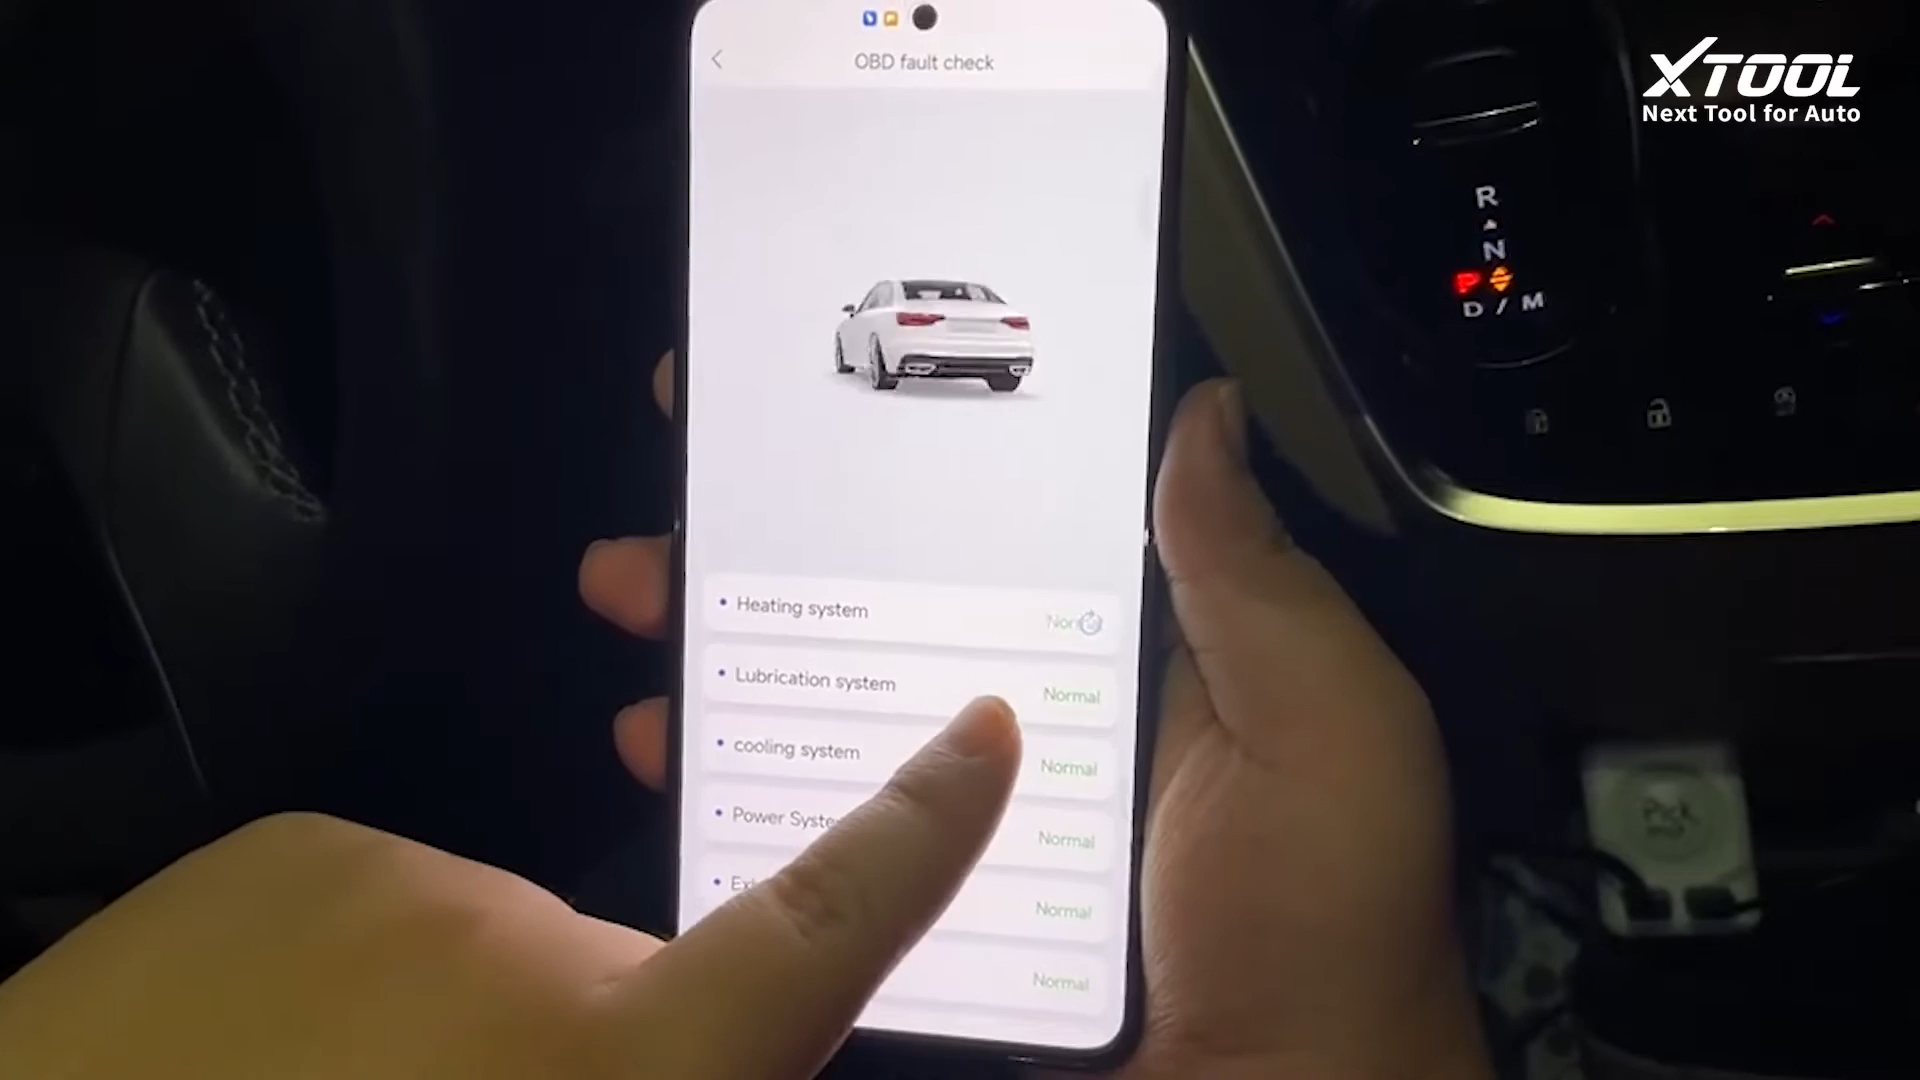 OBD fault check
XTOOL
Next Tool for Auto
R
N
P
D / M
Heating system
Lubrication system Normal
cooling system Normal
Power Normal
Normal
Normal